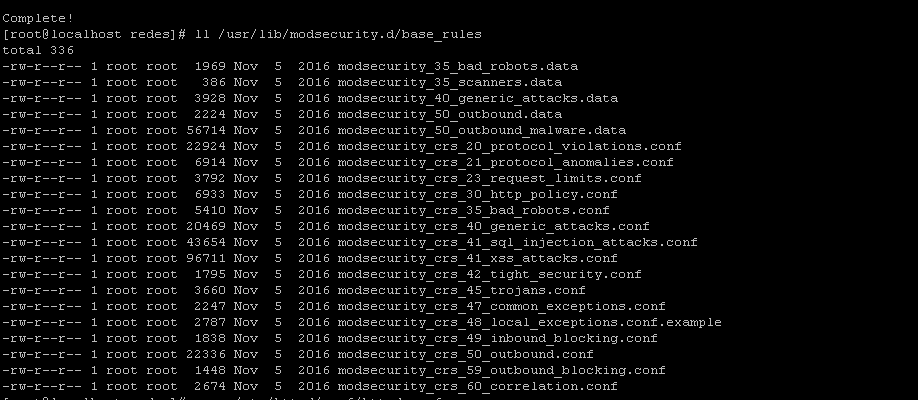 Complete!
[root@localhost redes]# ll /usr/lib/modsecurity.d/base_rules
total 336
-rw-r--r-- 1 root root  1969 Nov  5  2016 modsecurity_35_bad_robots.data
-rw-r--r-- 1 root root   386 Nov  5  2016 modsecurity_35_scanners.data
-rw-r--r-- 1 root root  3928 Nov  5  2016 modsecurity_40_generic_attacks.data
-rw-r--r-- 1 root root  2224 Nov  5  2016 modsecurity_50_outbound.data
-rw-r--r-- 1 root root 56714 Nov  5  2016 modsecurity_50_outbound_malware.data
-rw-r--r-- 1 root root 22924 Nov  5  2016 modsecurity_crs_20_protocol_violations.conf
-rw-r--r-- 1 root root  6914 Nov  5  2016 modsecurity_crs_21_protocol_anomalies.conf
-rw-r--r-- 1 root root  3792 Nov  5  2016 modsecurity_crs_23_request_limits.conf
-rw-r--r-- 1 root root  6933 Nov  5  2016 modsecurity_crs_30_http_policy.conf
-rw-r--r-- 1 root root  5410 Nov  5  2016 modsecurity_crs_35_bad_robots.conf
-rw-r--r-- 1 root root 20469 Nov  5  2016 modsecurity_crs_40_generic_attacks.conf
-rw-r--r-- 1 root root 43654 Nov  5  2016 modsecurity_crs_41_sql_injection_attacks.conf
-rw-r--r-- 1 root root 96711 Nov  5  2016 modsecurity_crs_41_xss_attacks.conf
-rw-r--r-- 1 root root  1795 Nov  5  2016 modsecurity_crs_42_tight_security.conf
-rw-r--r-- 1 root root  3660 Nov  5  2016 modsecurity_crs_45_trojans.conf
-rw-r--r-- 1 root root  2247 Nov  5  2016 modsecurity_crs_47_common_exceptions.conf
-rw-r--r-- 1 root root  2787 Nov  5  2016 modsecurity_crs_48_local_exceptions.conf.example
-rw-r--r-- 1 root root  1838 Nov  5  2016 modsecurity_crs_49_inbound_blocking.conf
-rw-r--r-- 1 root root 22336 Nov  5  2016 modsecurity_crs_50_outbound.conf
-rw-r--r-- 1 root root  1448 Nov  5  2016 modsecurity_crs_59_outbound_blocking.conf
-rw-r--r-- 1 root root  2674 Nov  5  2016 modsecurity_crs_60_correlation.conf